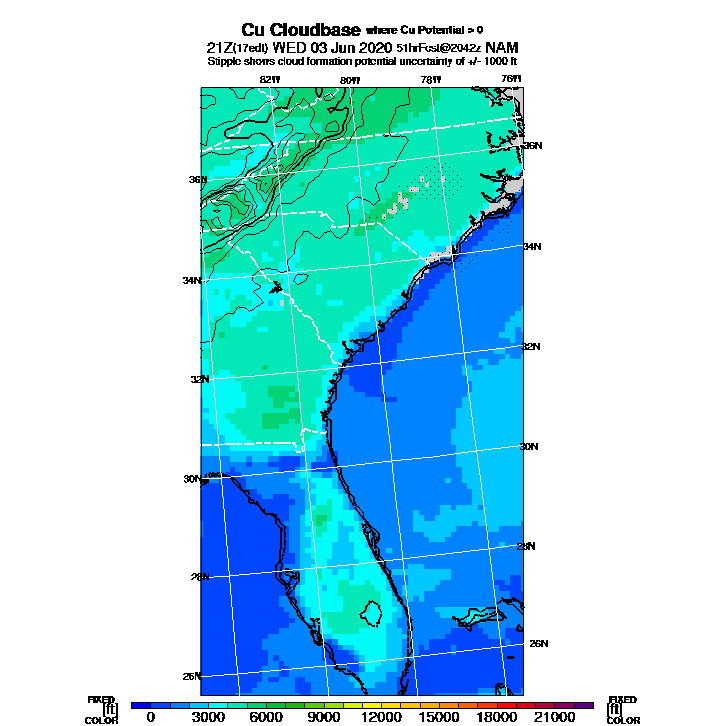 Cu Cloudbase where Cu Potential > 0
21Z(17edt) WED 03 Jun 2020 51hrFcst@2042z NAM
Stipple shows cloud formation potential uncertainty of +/- 1000 ft
82W 80W 78W 76W
36N
36N
34N
34N
32N
32N
30N
30N
28N
28N
26N
26N
FIXED FIXED
[ft] 0 3000 6000 9000 12000 15000 18000 21000 [ft]
COLOR COLOR